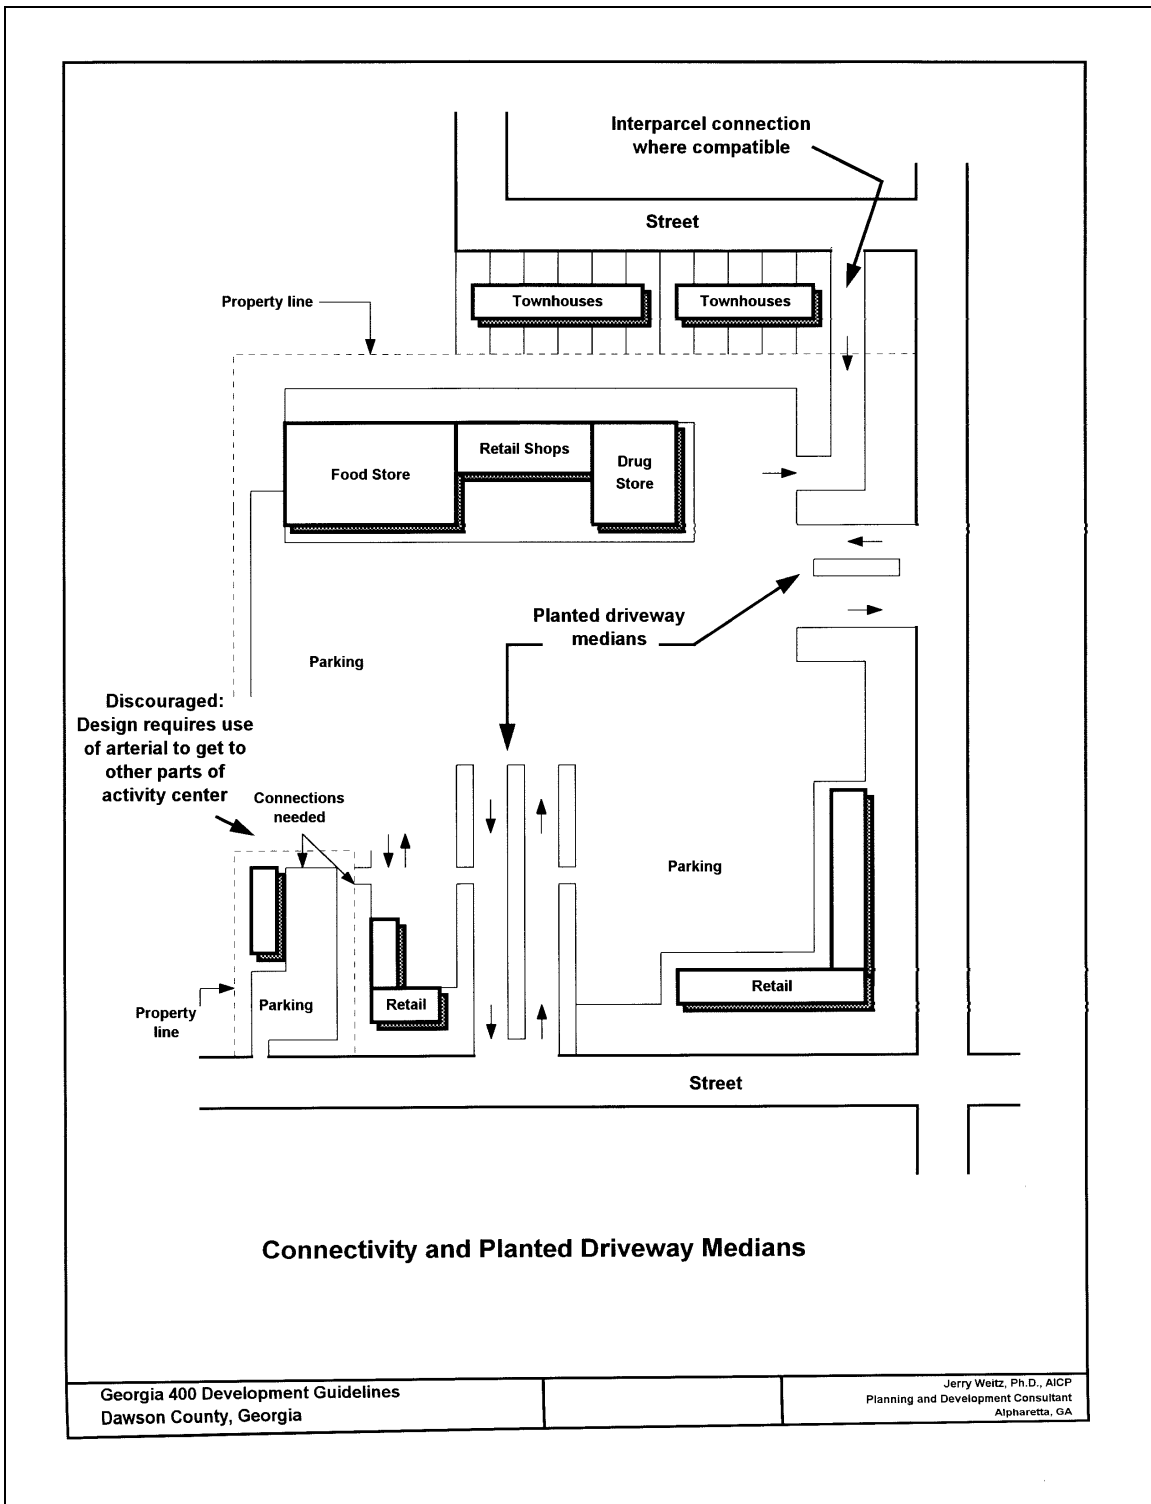 Interparcel connection
where compatible
Street
Property line
Townhouses
Townhouses
Food Store
Retail Shops
Drug
Store
Planted driveway
medians
Parking
Discouraged:
Design requires use
of arterial to get to
other parts of
activity center
Connections
needed
Parking
Property
line
Parking
Retail
Retail
Street
Connectivity and Planted Driveway Medians
Georgia 400 Development Guidelines
Dawson County, Georgia
Jerry Weitz, Ph.D., AICP
Planning and Development Consultant
Alpharetta, GA